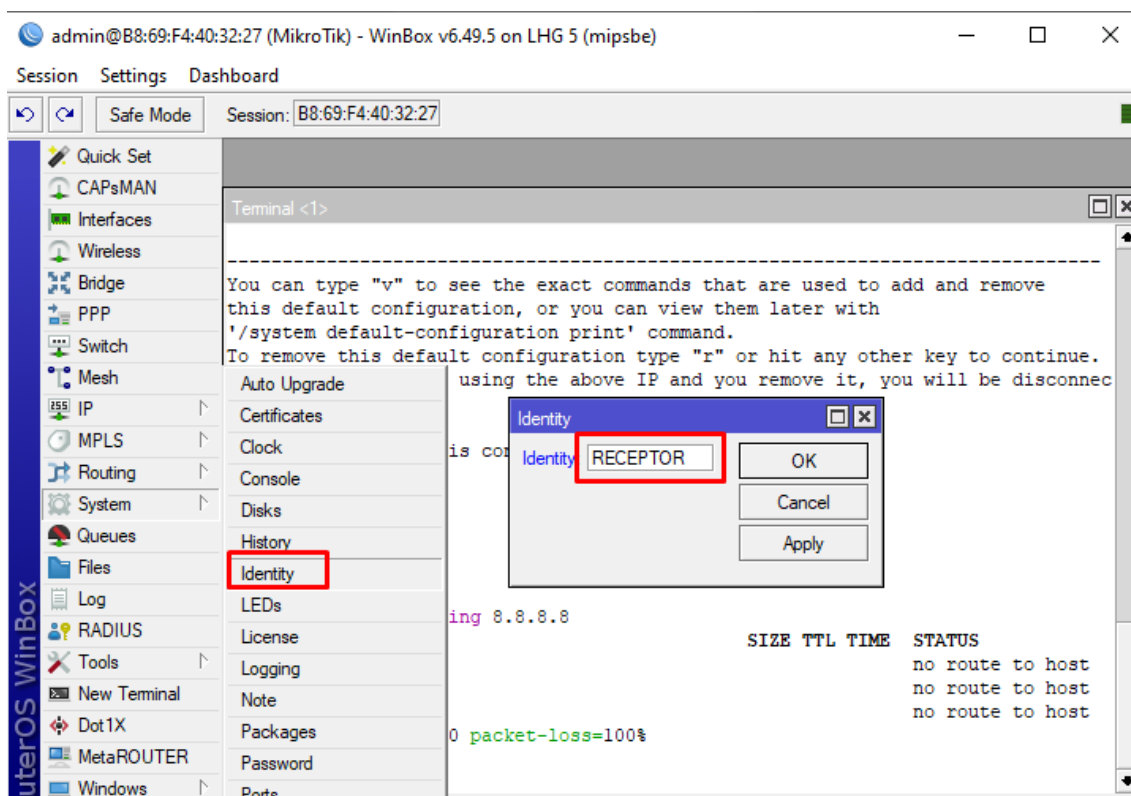 admin@B8:69:F4:40:32:27 (MikroTik) - WinBox v6.49.5 on LHG 5 (mipsbe)
Session Settings Dashboard
Safe Mode Session: B8:69:F4:40:32:27
Quick Set
CAPsMAN
Interfaces
Wireless
Bridge
PPP
Switch
Mesh
IP
MPLS
Routing
System
Queues
Files
Log
RADIUS
Tools
New Terminal
Dot1X
MetaROUTER
Windows
uterOS WinBox
Terminal <1>
--------------------------------------------------------------------------------
You can type "v" to see the exact commands that are used to add and remove
this default configuration, or you can view them later with
'/system default-configuration print' command.
To remove this default configuration type "r" or hit any other key to continue.
using the above IP and you remove it, you will be disconnec
is cor
ing 8.8.8.8
SIZE TTL TIME STATUS
no route to host
no route to host
no route to host
0 packet-loss=100%
Auto Upgrade
Certificates
Clock
Console
Disks
History
Identity
LEDs
License
Logging
Note
Packages
Password
Ports
Identity
Identity RECEPTOR
OK
Cancel
Apply